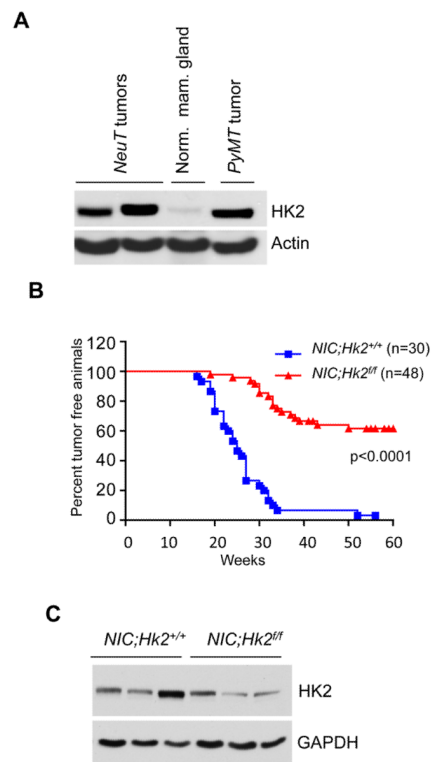 A
NeuT tumors
Norm. mam. gland
PyMT tumor
HK2
Actin
B
Percent tumor free animals
120
100
80
60
40
20
0
NIC;Hk2+/+ (n=30)
NIC;Hk2f/f (n=48)
p<0.0001
0 10 20 30 40 50 60
Weeks
C
NIC;Hk2+/+ NIC;Hk2f/f
HK2
GAPDH